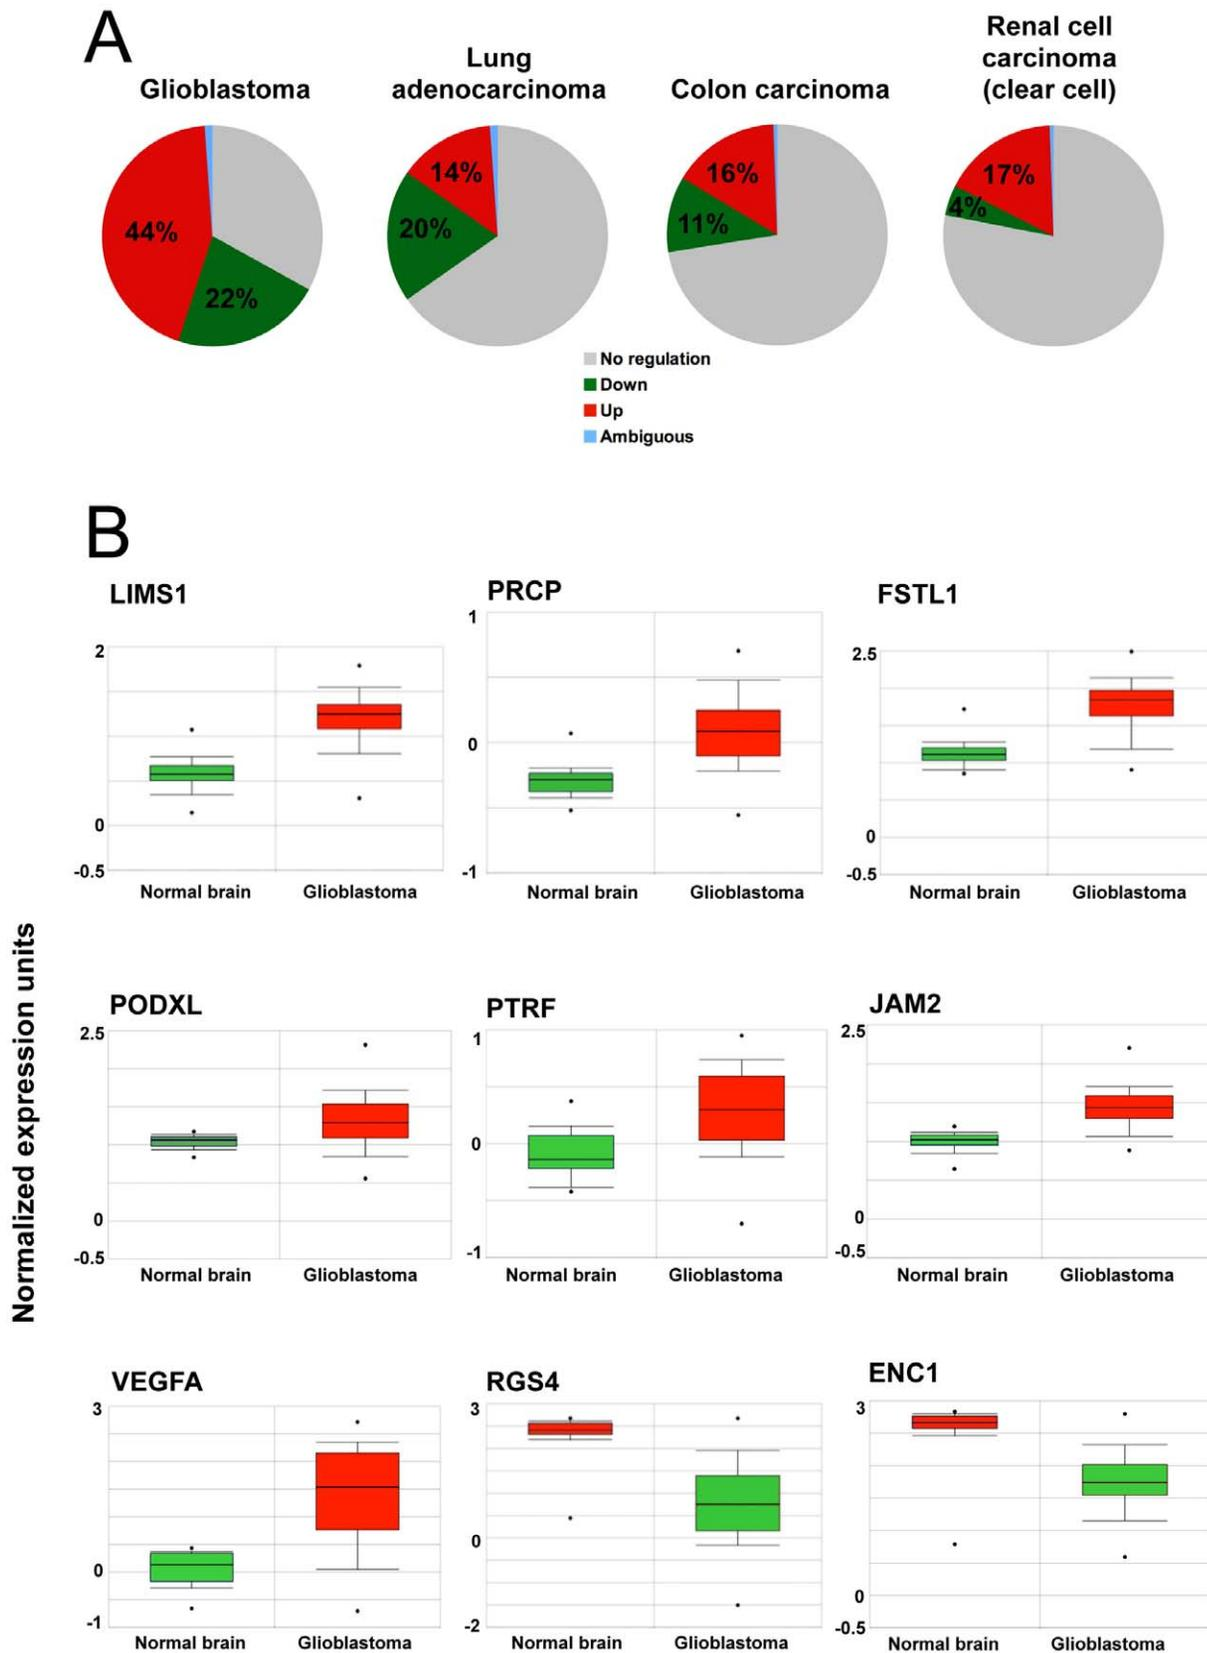 A
Glioblastoma
Lung
adenocarcinoma
Colon carcinoma
Renal cell
carcinoma
(clear cell)
44%
22%
14%
20%
16%
11%
17%
4%
No regulation
Down
Up
Ambiguous
B
Normalized expression units
LIMS1
2
0
-0.5
Normal brain
Glioblastoma
PRCP
1
0
-1
Normal brain
Glioblastoma
FSTL1
2.5
0
-0.5
Normal brain
Glioblastoma
PODXL
2.5
0
-0.5
Normal brain
Glioblastoma
PTRF
1
0
-1
Normal brain
Glioblastoma
JAM2
2.5
0
-0.5
Normal brain
Glioblastoma
VEGFA
3
0
-1
Normal brain
Glioblastoma
RGS4
3
0
-2
Normal brain
Glioblastoma
ENC1
3
0
-0.5
Normal brain
Glioblastoma